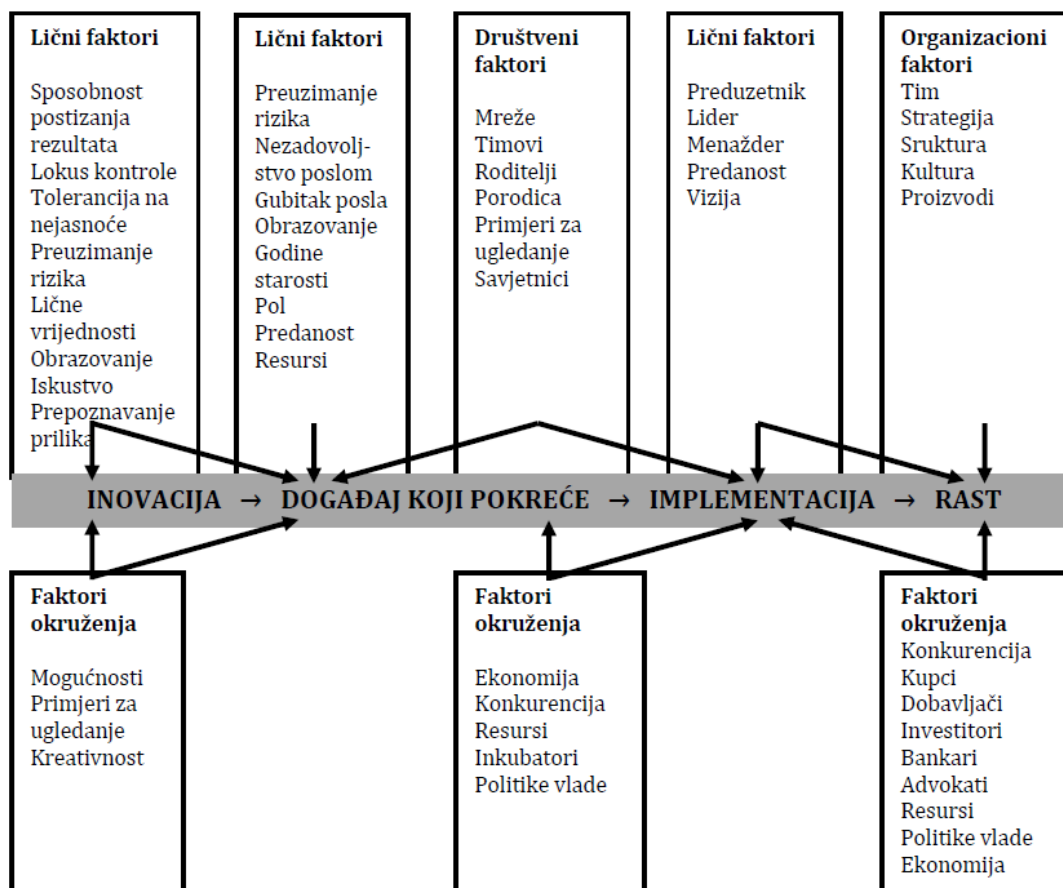 Lični faktori
Sposobnost
postizanja
rezultata
Lokus kontrole
Tolerancija na
nejasnoće
Preuzimanje
rizika
Lične
vrijednosti
Obrazovanje
Iskustvo
Prepoznavanje
prilika
Lični faktori
Preuzimanje
rizika
Nezadovolj-
stvo poslom
Gubitak posla
Obrazovanje
Godine
starosti
Pol
Predanost
Resursi
Društveni
faktori
Mreže
Timovi
Roditelji
Porodica
Primjeri za
ugledanje
Savjetnici
Lični faktori
Preduzetnik
Lider
Menažder
Predanost
Vizija
Organizacioni
faktori
Tim
Strategija
Sruktura
Kultura
Proizvodi
INOVACIJA → DOGAĐAJ KOJI POKREĆE → IMPLEMENTACIJA → RAST
Faktori
okruženja
Mogućnosti
Primjeri za
ugledanje
Kreativnost
Faktori
okruženja
Ekonomija
Konkurencija
Resursi
Inkubatori
Politike vlade
Faktori
okruženja
Konkurencija
Kupci
Dobavljači
Investitori
Bankari
Advokati
Resursi
Politike vlade
Ekonomija